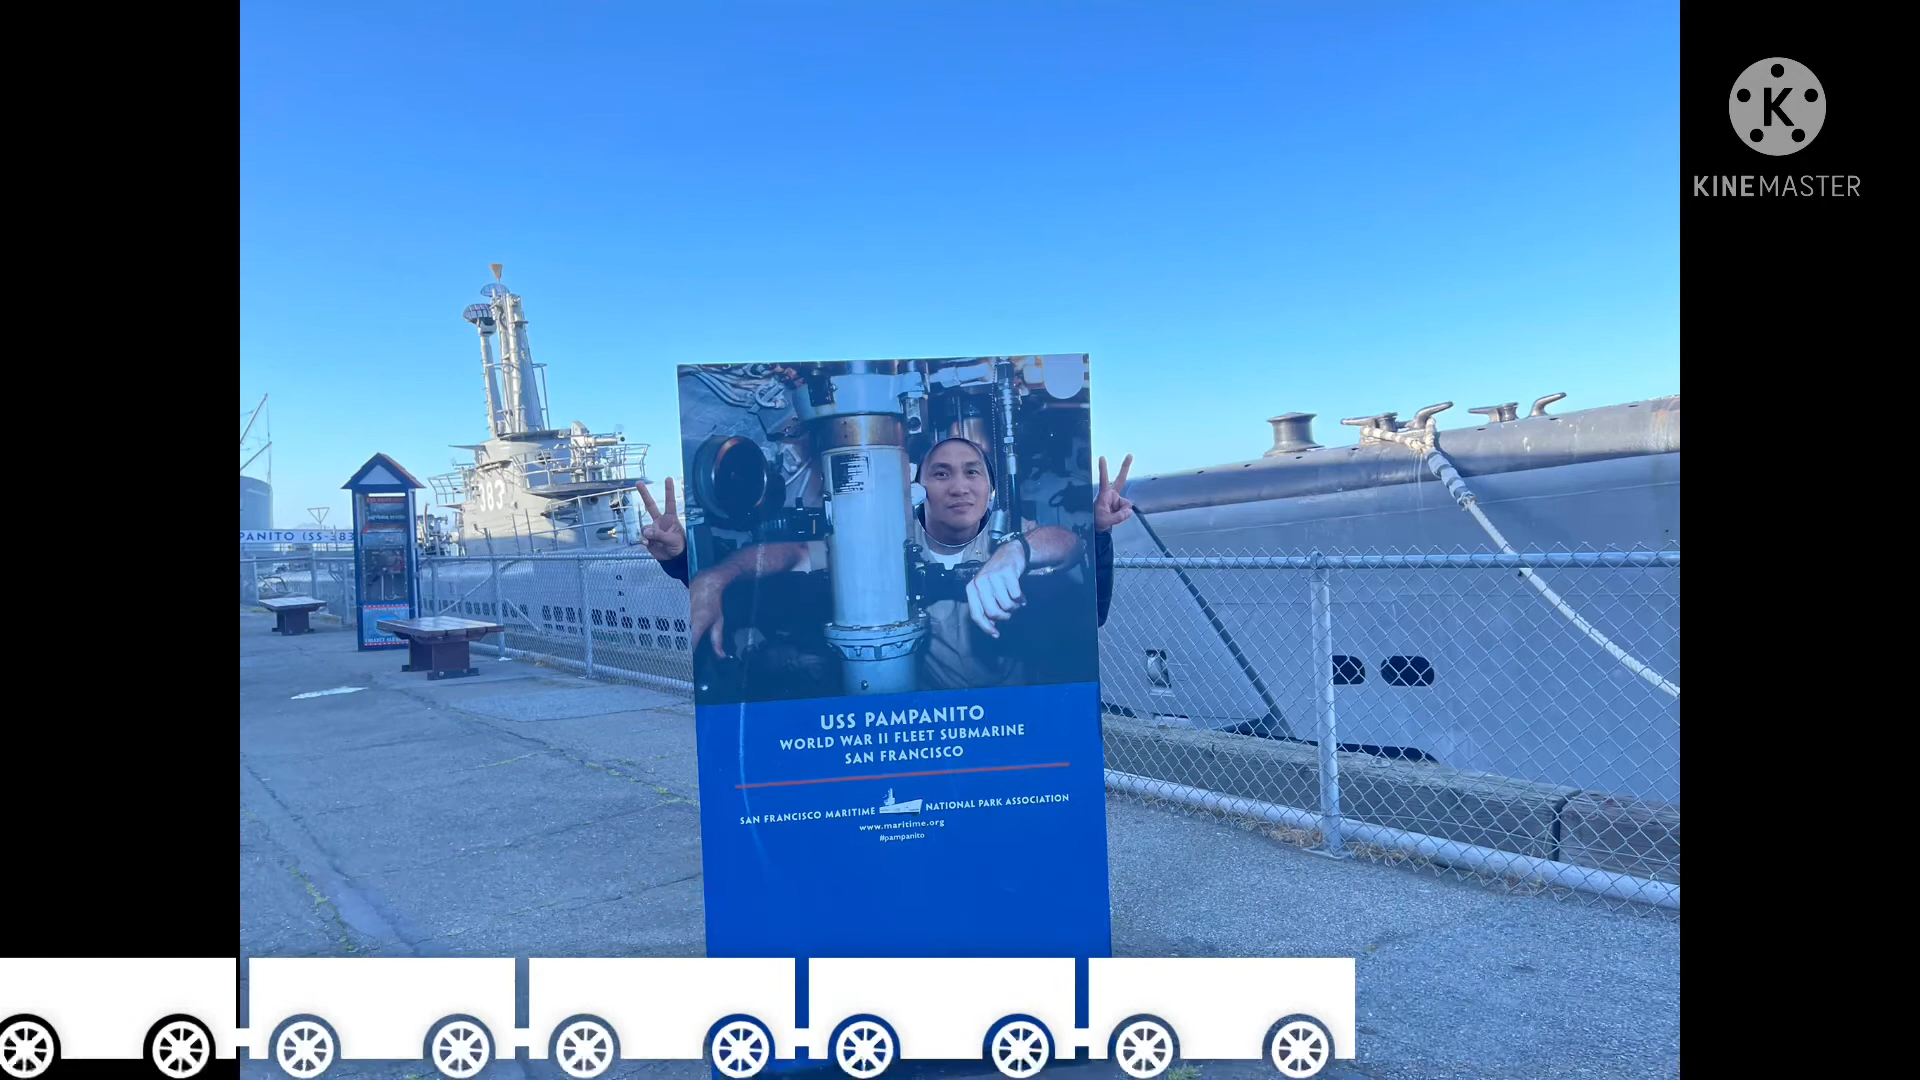 KINEMASTER
383
PANITO (SS-383
USS PAMPANITO
WORLD WAR II FLEET SUBMARINE
SAN FRANCISCO
SAN FRANCISCO MARITIME NATIONAL PARK ASSOCIATION
www.maritime.org
#pampanito